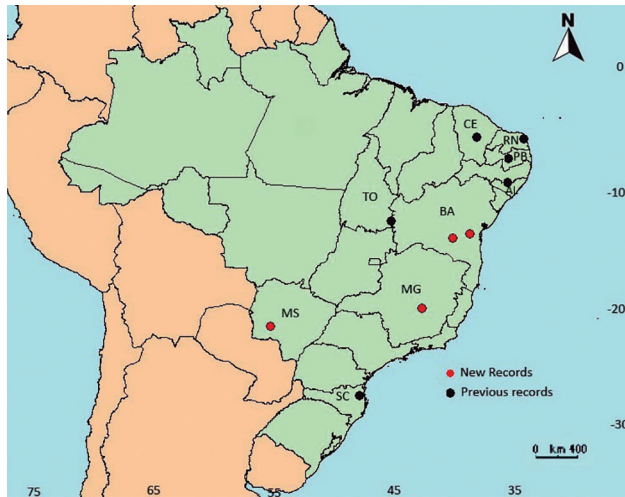 N
0
CE
RN
PB
AL
-10
TO
BA
MG
-20
MS
New Records
Previous records
SC
-30
0 km 400
75 65 55 45 35